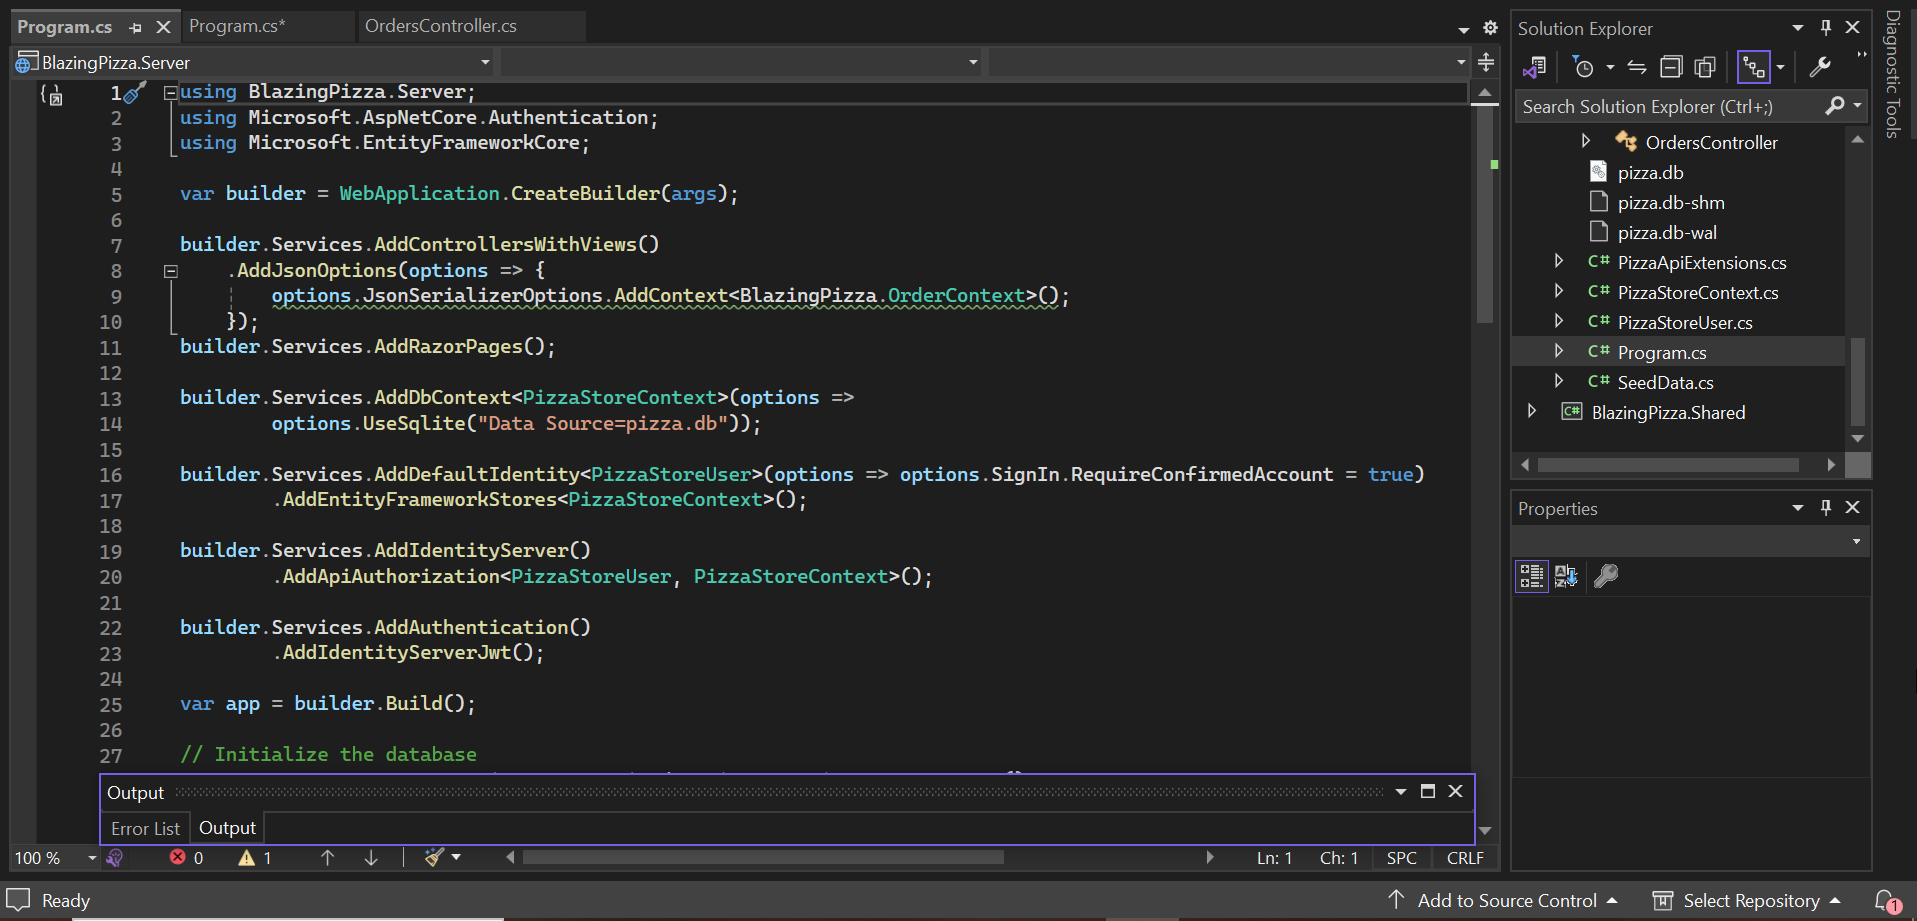 Program.cs
Program.cs*
OrdersController.cs
BlazingPizza.Server
1 using BlazingPizza.Server;
2 using Microsoft.AspNetCore.Authentication;
3 using Microsoft.EntityFrameworkCore;
4
5 var builder = WebApplication.CreateBuilder(args);
6
7 builder.Services.AddControllersWithViews()
8 .AddJsonOptions(options => {
9 options.JsonSerializerOptions.AddContext<BlazingPizza.OrderContext>();
10 });
11 builder.Services.AddRazorPages();
12
13 builder.Services.AddDbContext<PizzaStoreContext>(options =>
14 options.UseSqlite("Data Source=pizza.db"));
15
16 builder.Services.AddDefaultIdentity<PizzaStoreUser>(options => options.SignIn.RequireConfirmedAccount = true)
17 .AddEntityFrameworkStores<PizzaStoreContext>();
18
19 builder.Services.AddIdentityServer()
20 .AddApiAuthorization<PizzaStoreUser, PizzaStoreContext>();
21
22 builder.Services.AddAuthentication()
23 .AddIdentityServerJwt();
24
25 var app = builder.Build();
26
27 // Initialize the database
Output
Error List
Output
100 %
0
1
Ln: 1
Ch: 1
SPC
CRLF
Solution Explorer
Search Solution Explorer (Ctrl+;)
OrdersController
pizza.db
pizza.db-shm
pizza.db-wal
C# PizzaApiExtensions.cs
C# PizzaStoreContext.cs
C# PizzaStoreUser.cs
C# Program.cs
C# SeedData.cs
C# BlazingPizza.Shared
Properties
Diagnostic Tools
Ready
Add to Source Control
Select Repository
1